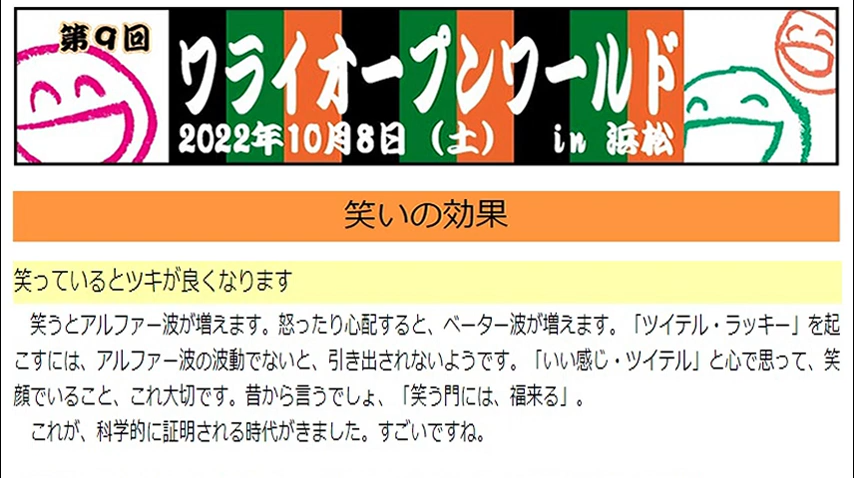 第9回
ワライオープンワールド
2022年10月8日（土） in 浜松
笑いの効果
笑っているとツキが良くなります
笑うとアルファー波が増えます。怒ったり心配すると、ベーター波が増えます。「ツイテル・ラッキー」を起
こすには、アルファー波の波動でないと、引き出されないようです。「いい感じ・ツイテル」と心で思って、笑
顔でいること、これ大切です。昔から言うでしょ、「笑う門には、福来る」。
これが、科学的に証明される時代がきました。すごいですね。